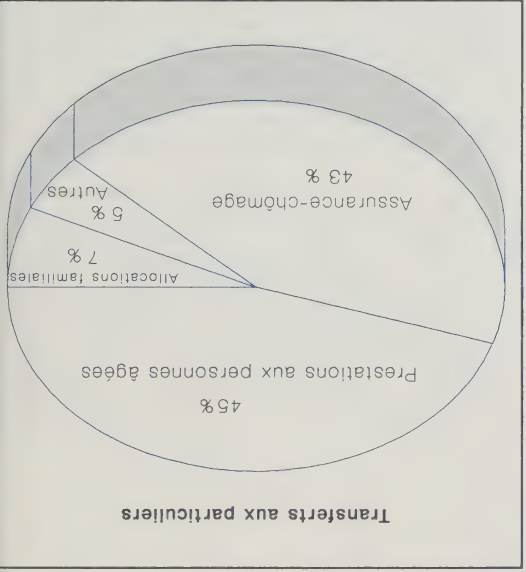 Transferts aux particuliers
45%
Prestations aux personnes âgées
Allocations familiales
7 %
5 %
Autres
Assurance-chômage
43 %